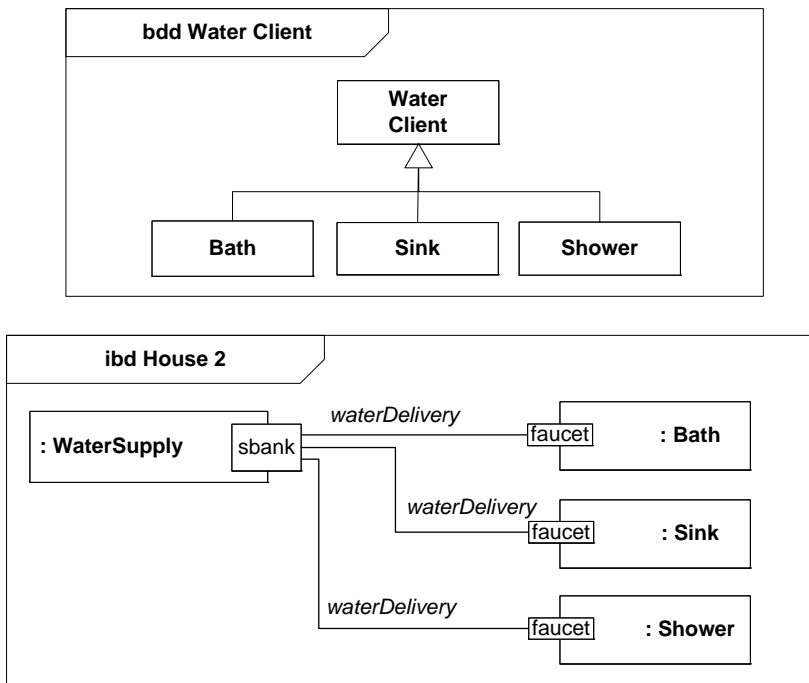 bdd Water Client
Water
Client
Bath
Sink
Shower
ibd House 2
: WaterSupply
sbank
waterDelivery
faucet
: Bath
waterDelivery
faucet
: Sink
waterDelivery
faucet
: Shower